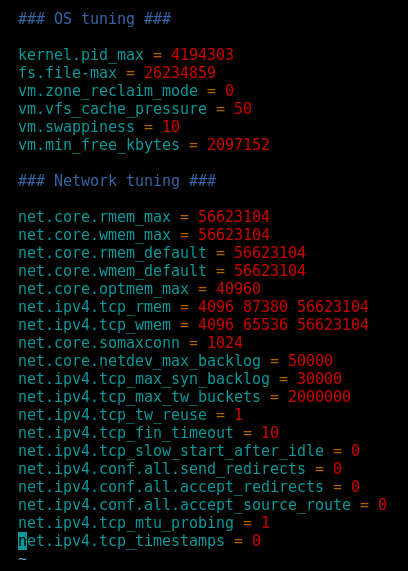 ### OS tuning ###
kernel.pid_max = 4194303
fs.file-max = 26234859
vm.zone_reclaim_mode = 0
vm.vfs_cache_pressure = 50
vm.swappiness = 10
vm.min_free_kbytes = 2097152
### Network tuning ###
net.core.rmem_max = 56623104
net.core.wmem_max = 56623104
net.core.rmem_default = 56623104
net.core.wmem_default = 56623104
net.core.optmem_max = 40960
net.ipv4.tcp_rmem = 4096 87380 56623104
net.ipv4.tcp_wmem = 4096 65536 56623104
net.core.somaxconn = 1024
net.core.netdev_max_backlog = 50000
net.ipv4.tcp_max_syn_backlog = 30000
net.ipv4.tcp_max_tw_buckets = 2000000
net.ipv4.tcp_tw_reuse = 1
net.ipv4.tcp_fin_timeout = 10
net.ipv4.tcp_slow_start_after_idle = 0
net.ipv4.conf.all.send_redirects = 0
net.ipv4.conf.all.accept_redirects = 0
net.ipv4.conf.all.accept_source_route = 0
net.ipv4.tcp_mtu_probing = 1
net.ipv4.tcp_timestamps = 0
~